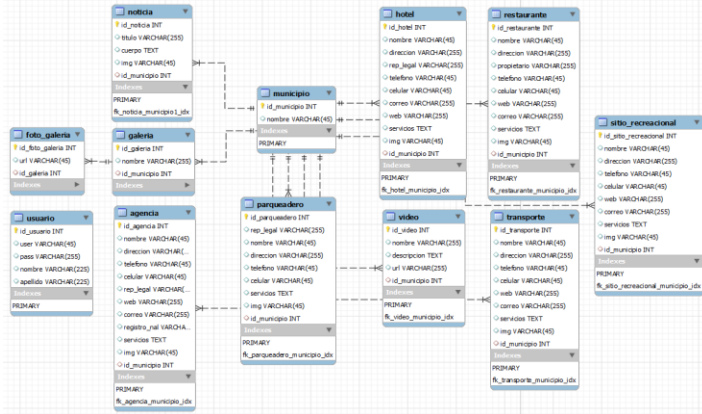 noticia
id_noticia INT
titulo VARCHAR(255)
cuerpo TEXT
img VARCHAR(45)
id_municipio INT
Indexes
PRIMARY
fk_noticia_municipio1_idx
foto_galeria
id_foto_galeria INT
url VARCHAR(45)
id_galeria INT
Indexes
galeria
id_galeria INT
nombre VARCHAR(255)
id_municipio INT
Indexes
municipio
id_municipio INT
nombre VARCHAR(255)
Indexes
PRIMARY
hotel
id_hotel INT
nombre VARCHAR(45)
direccion VARCHAR(255)
rep_legal VARCHAR(255)
telefono VARCHAR(45)
celular VARCHAR(45)
correo VARCHAR(255)
web VARCHAR(255)
servicios TEXT
img VARCHAR(45)
id_municipio INT
Indexes
PRIMARY
fk_hotel_municipio_idx
restaurante
id_restaurante INT
nombre VARCHAR(45)
direccion VARCHAR(255)
propietario VARCHAR(45)
telefono VARCHAR(45)
celular VARCHAR(45)
web VARCHAR(255)
correo VARCHAR(255)
servicios TEXT
img VARCHAR(45)
id_municipio INT
Indexes
PRIMARY
fk_restaurante_municipio_idx
sitio_recreacional
id_sitio_recreacional INT
nombre VARCHAR(45)
direccion VARCHAR(255)
telefono VARCHAR(45)
celular VARCHAR(45)
web VARCHAR(255)
correo VARCHAR(255)
servicios TEXT
img VARCHAR(45)
id_municipio INT
Indexes
PRIMARY
fk_sitio_recreacional_municipio_idx
usuario
id_usuario INT
user VARCHAR(45)
pass VARCHAR(45)
nombre VARCHAR(225)
apellido VARCHAR(225)
Indexes
PRIMARY
agencia
id_agencia INT
nombre VARCHAR(45)
direccion VARCHAR(...
telefono VARCHAR(45)
celular VARCHAR(45)
rep_legal VARCHAR(...
web VARCHAR(255)
correo VARCHAR(255)
registro_nal VARCHA...
servicios TEXT
img VARCHAR(45)
id_municipio INT
Indexes
PRIMARY
fk_agencia_municipio_idx
parqueadero
id_parqueadero INT
rep_legal VARCHAR(255)
nombre VARCHAR(45)
direccion VARCHAR(255)
telefono VARCHAR(45)
celular VARCHAR(45)
servicios TEXT
img VARCHAR(45)
id_municipio INT
Indexes
PRIMARY
fk_parqueadero_municipio_idx
video
id_video INT
nombre VARCHAR(255)
descripcion TEXT
url VARCHAR(45)
id_municipio INT
Indexes
PRIMARY
fk_video_municipio_idx
transporte
id_transporte INT
nombre VARCHAR(45)
direccion VARCHAR(255)
telefono VARCHAR(45)
celular VARCHAR(45)
web VARCHAR(255)
correo VARCHAR(255)
servicios TEXT
img VARCHAR(45)
id_municipio INT
Indexes
PRIMARY
fk_transporte_municipio_idx